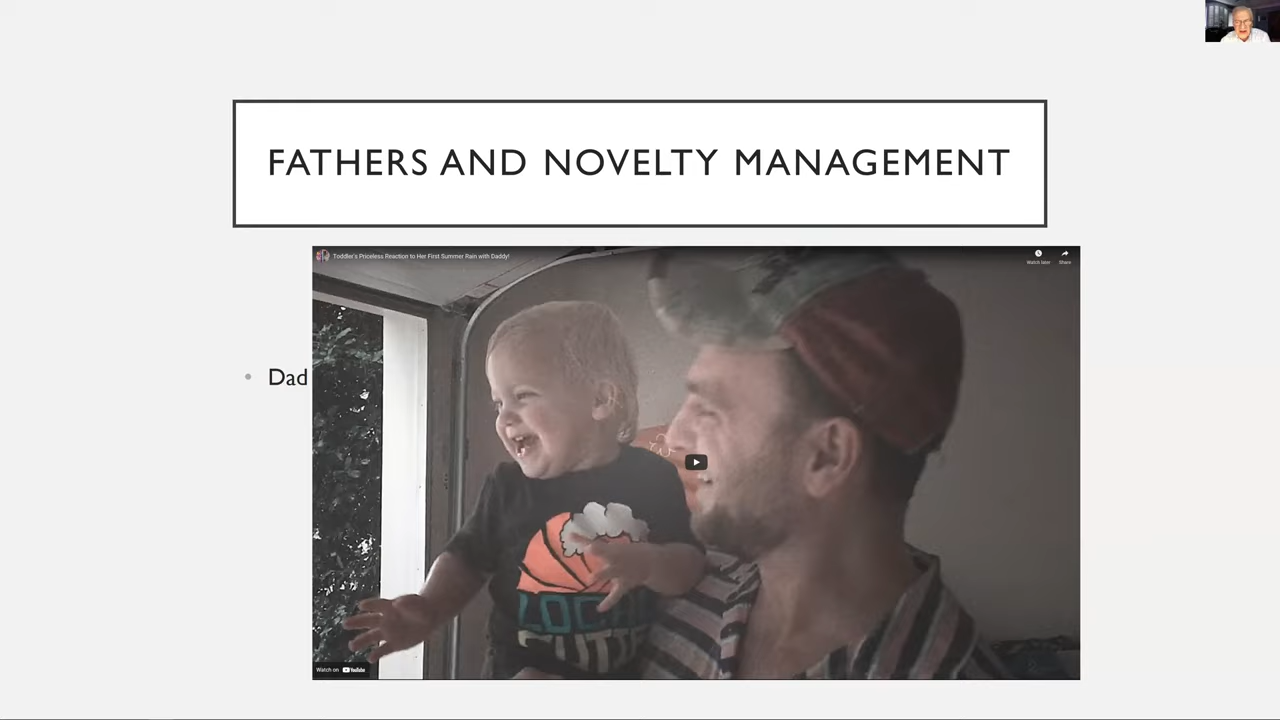 FATHERS AND NOVELTY MANAGEMENT
Toddler's Priceless Reaction to Her First Summer Rain with Daddy!
Watch later
Share
Dad
LOCAL
Watch on YouTube